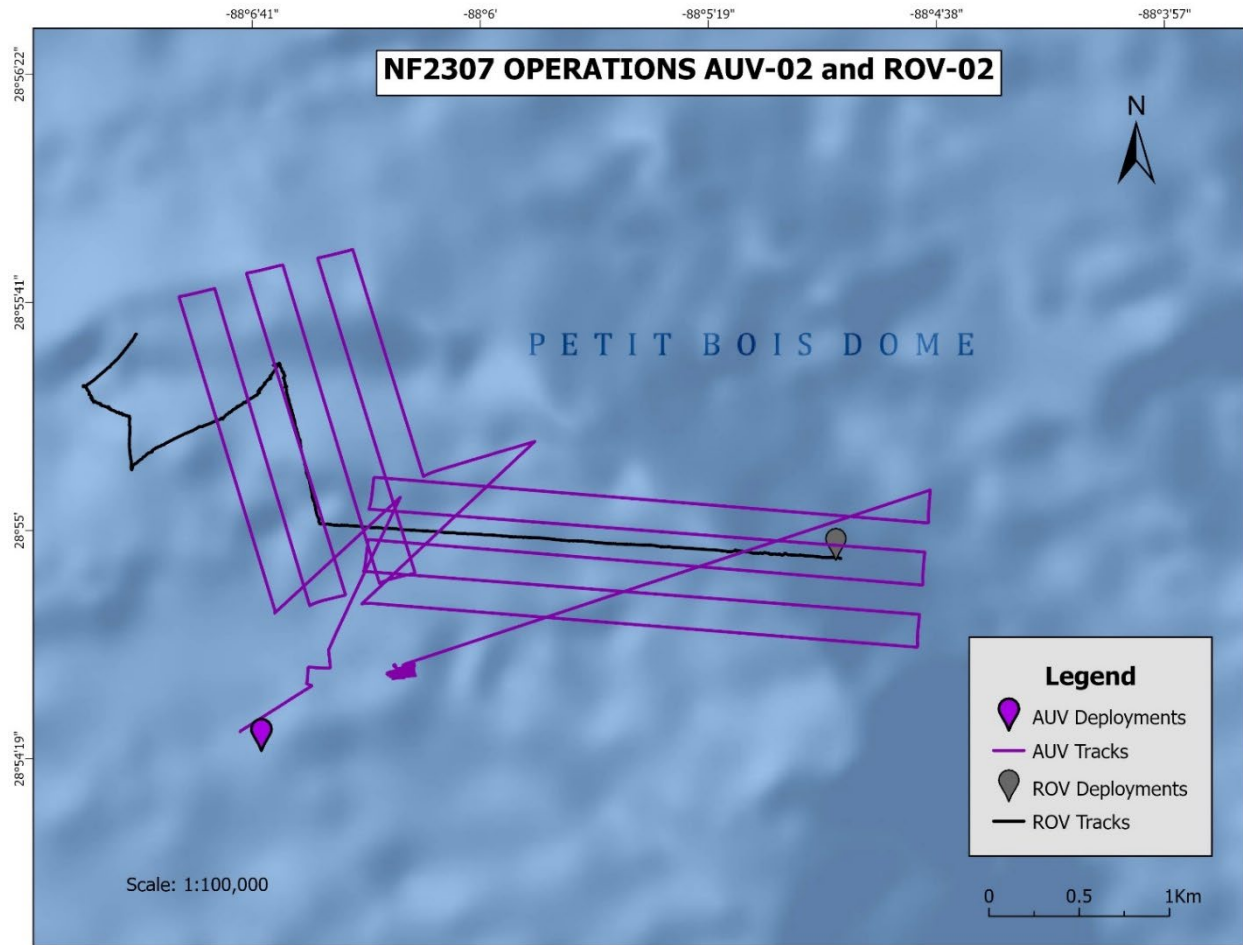 -88°6'41"
-88°6'
-88°5'19"
-88°4'38"
-88°3'57"
28°56'22"
NF2307 OPERATIONS AUV-02 and ROV-02
N
28°55'41"
PETIT BOIS DOME
28°55'
28°54'19"
Legend
AUV Deployments
AUV Tracks
ROV Deployments
ROV Tracks
Scale: 1:100,000
0 0.5 1Km